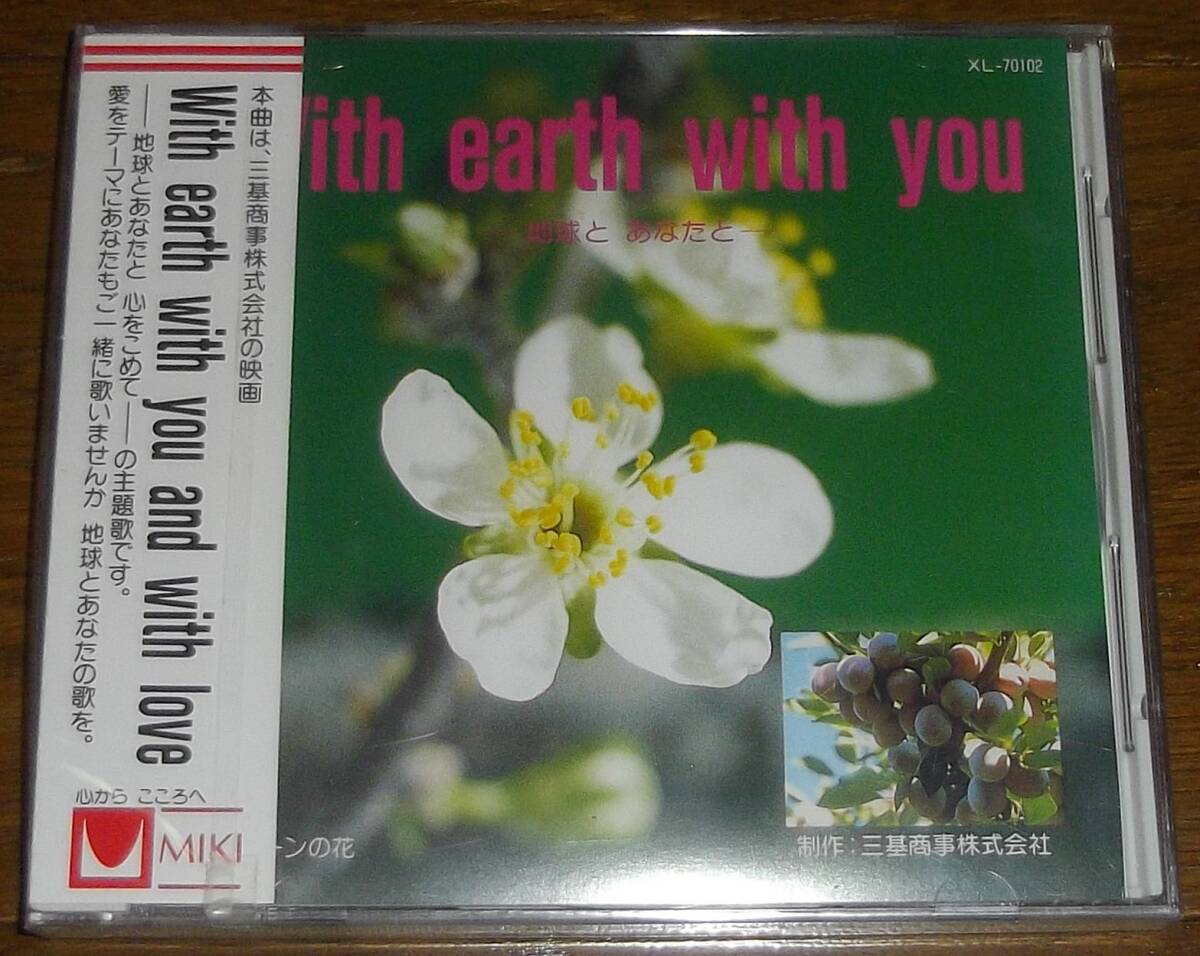 本曲は、三基商事株式会社の映画
With earth with you and with love
── 地球とあなたと 心をこめて ── の主題歌です。
愛をテーマにあなたもご一緒に歌いませんか 地球とあなたの歌を。
心から こころへ
MIKI
XL-70102
ith earth with you
地球と あなたと─
ーンの花
制作:三基商事株式会社